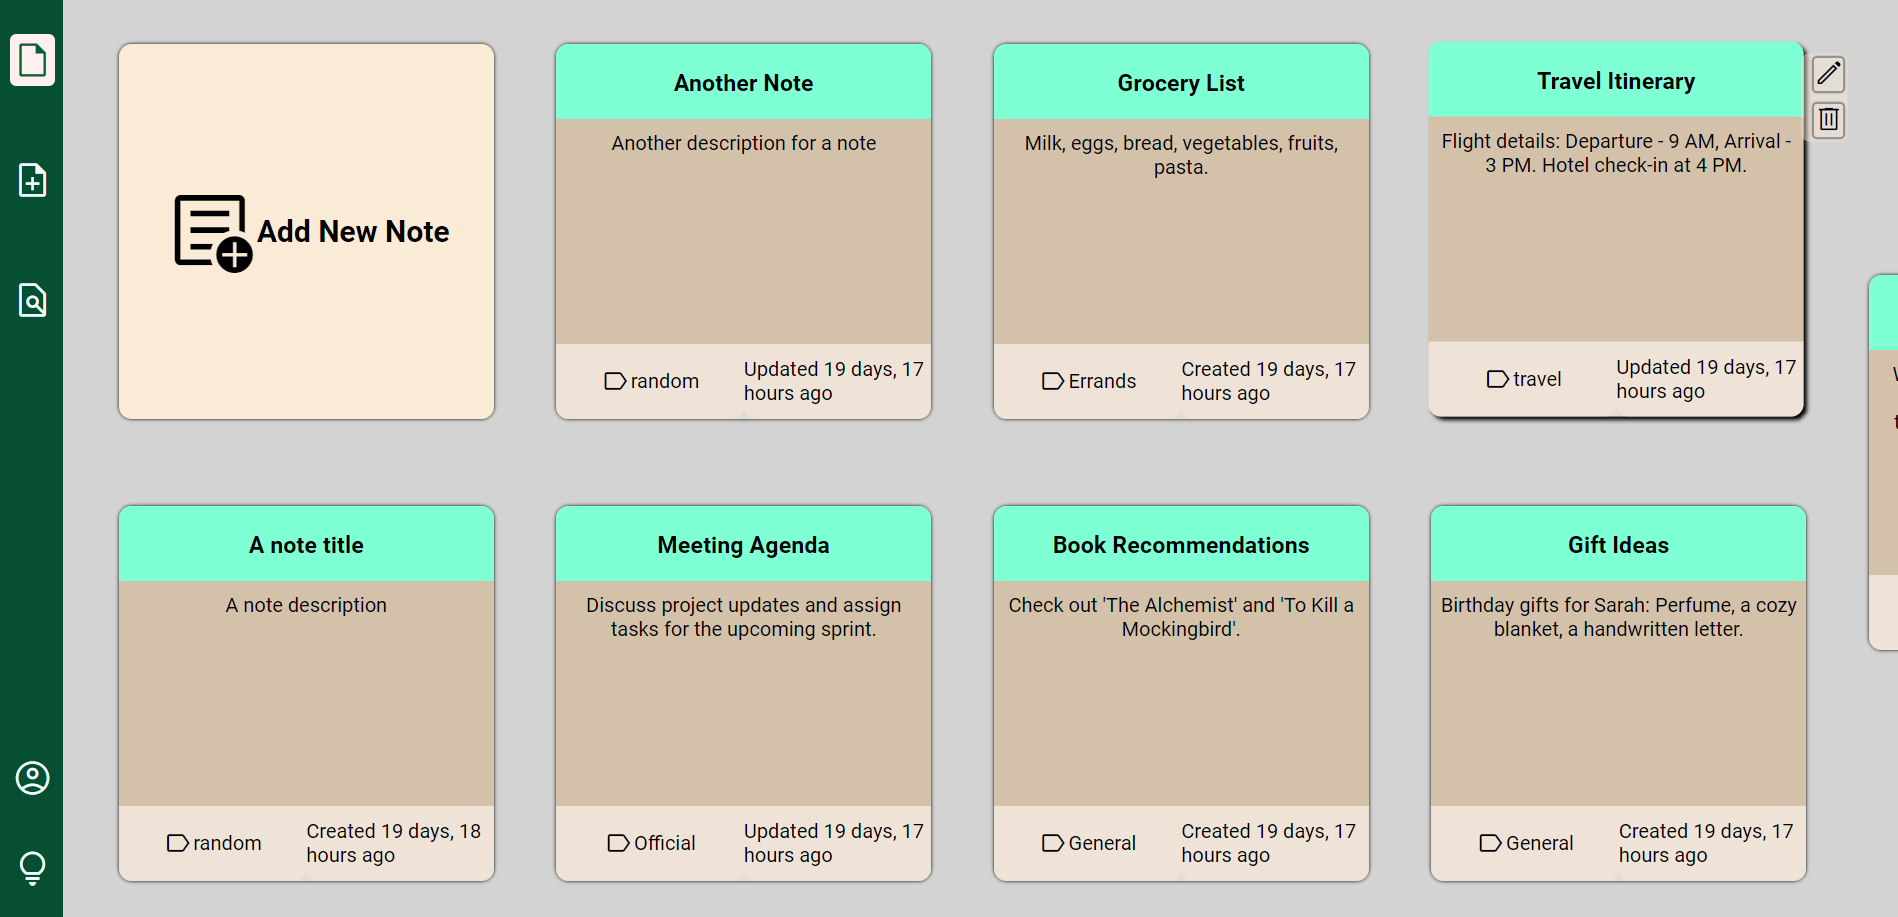 Add New Note
Another Note
Another description for a note
random
Updated 19 days, 17
hours ago
Grocery List
Milk, eggs, bread, vegetables, fruits,
pasta.
Errands
Created 19 days, 17
hours ago
Travel Itinerary
Flight details: Departure - 9 AM, Arrival -
3 PM. Hotel check-in at 4 PM.
travel
Updated 19 days, 17
hours ago
A note title
A note description
random
Created 19 days, 18
hours ago
Meeting Agenda
Discuss project updates and assign
tasks for the upcoming sprint.
Official
Updated 19 days, 17
hours ago
Book Recommendations
Check out 'The Alchemist' and 'To Kill a
Mockingbird'.
General
Created 19 days, 17
hours ago
Gift Ideas
Birthday gifts for Sarah: Perfume, a cozy
blanket, a handwritten letter.
General
Created 19 days, 17
hours ago